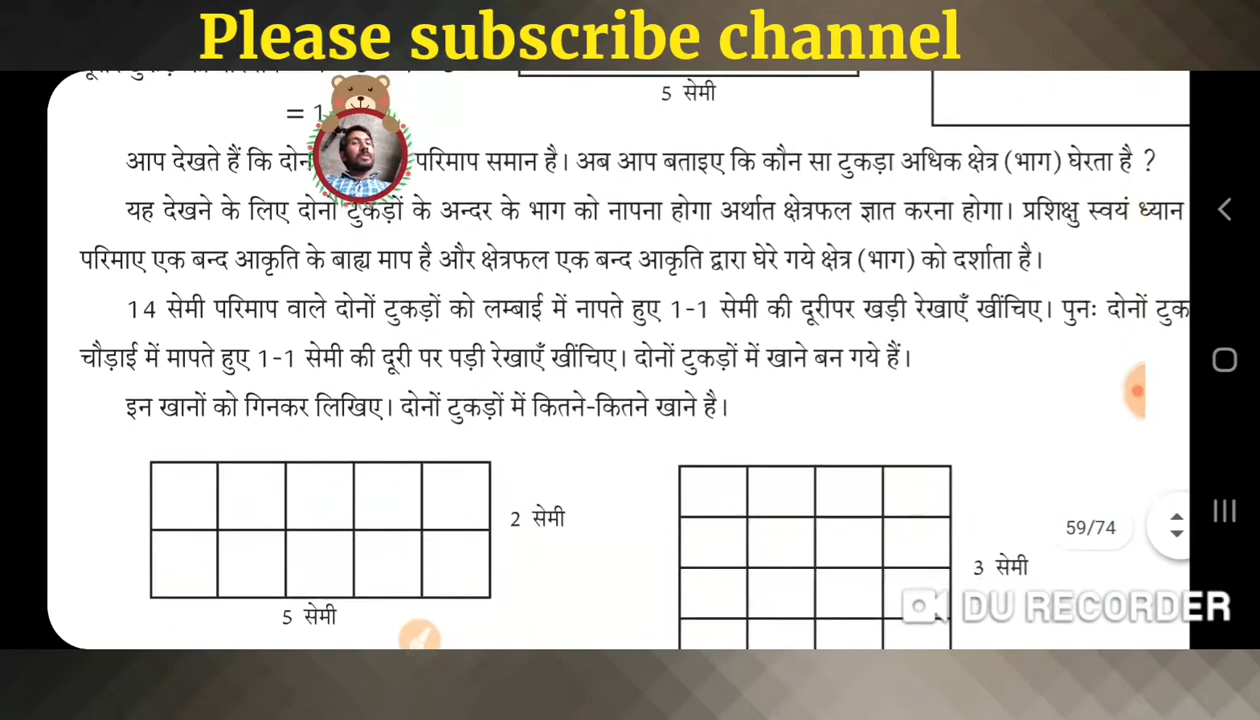 Please subscribe channel
5 सेमी
= 1
आप देखते हैं कि दोन परिमाप समान है। अब आप बताइए कि कौन सा टुकड़ा अधिक क्षेत्र (भाग) घेरता है ?
यह देखने के लिए दोनों टुकड़ों के अन्दर के भाग को नापना होगा अर्थात क्षेत्रफल ज्ञात करना होगा। प्रशिक्षु स्वयं ध्यान
परिमाए एक बन्द आकृति के बाह्य माप है और क्षेत्रफल एक बन्द आकृति द्वारा घेरे गये क्षेत्र (भाग) को दर्शाता है।
14 सेमी परिमाप वाले दोनों टुकड़ों को लम्बाई में नापते हुए 1-1 सेमी की दूरीपर खड़ी रेखाएँ खींचिए। पुनः दोनों टुक
चौड़ाई में मापते हुए 1-1 सेमी की दूरी पर पड़ी रेखाएँ खींचिए। दोनों टुकड़ों में खाने बन गये हैं।
इन खानों को गिनकर लिखिए। दोनों टुकड़ों में कितने-कितने खाने है।
2 सेमी
59/74
3 सेमी
DU RECORDER
5 सेमी